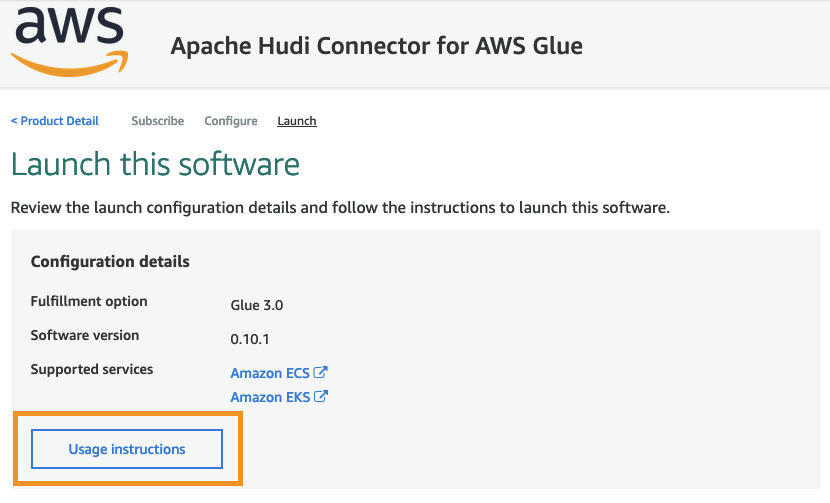 aws
Apache Hudi Connector for AWS Glue
< Product Detail Subscribe Configure Launch
Launch this software
Review the launch configuration details and follow the instructions to launch this software.
Configuration details
Fulfillment option Glue 3.0
Software version 0.10.1
Supported services Amazon ECS
Amazon EKS
Usage instructions